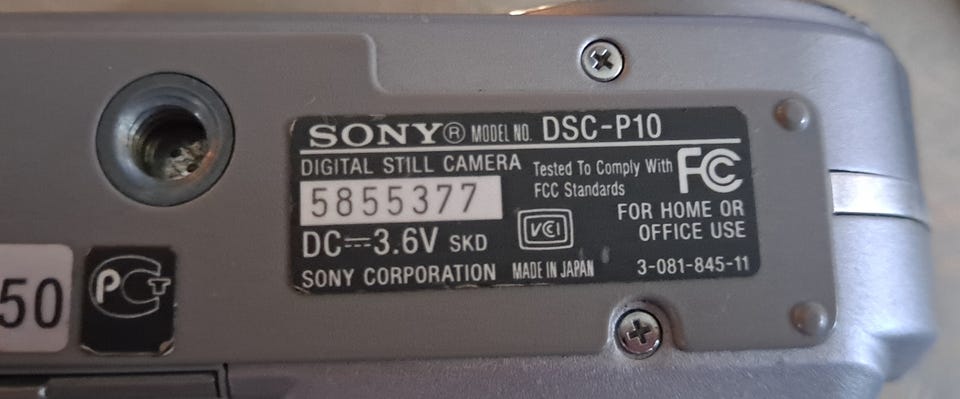 SONY® MODEL NO. DSC-P10
DIGITAL STILL CAMERA
5855377
DC⎓3.6V SKD
SONY CORPORATION MADE IN JAPAN
Tested To Comply With
FCC Standards
FC
VCI
FOR HOME OR
OFFICE USE
3-081-845-11
50
РСТ